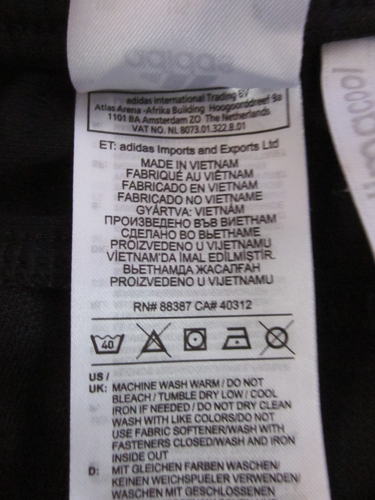 adidas
adidas International Trading BV
Atlas Arena -Afrika Building Hoogoorddreef 9a
1101 BA Amsterdam ZO The Netherlands
VAT NO. NL 8073.01.322.B.01
ET: adidas Imports and Exports Ltd
MADE IN VIETNAM
FABRIQUÉ AU VIÊTNAM
FABRICADO EN VIETNAM
FABRICADO NO VIETNAME
GYÁRTVA: VIETNÁM
ПРОИЗВЕДЕНО ВЪВ ВИЕТНАМ
СДЕЛАНО ВО ВЬЕТНАМЕ
PROIZVEDENO U VIJETNAMU
VİETNAM'DA İMAL EDİLMİŞTİR.
ВЬЕТНАМДА ЖАСАЛҒАН
PROIZVEDENO U VIJETNAMU
RN# 88387 CA# 40312
40
US /
UK: MACHINE WASH WARM / DO NOT
BLEACH / TUMBLE DRY LOW / COOL
IRON IF NEEDED / DO NOT DRY CLEAN
WASH WITH LIKE COLORS/DO NOT
USE FABRIC SOFTENER/WASH WITH
FASTENERS CLOSED/WASH AND IRON
INSIDE OUT
D: MIT GLEICHEN FARBEN WASCHEN/
KEINEN WEICHSPUELER VERWENDEN/
WASCHEN MIT GESCHLOSSENEN